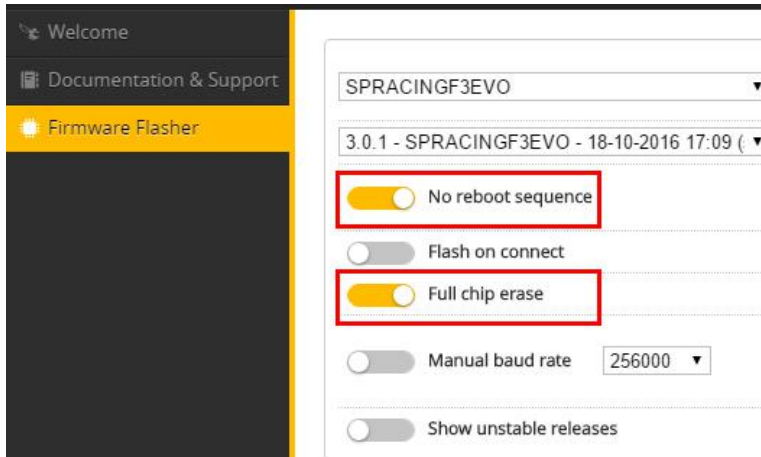 Welcome
Documentation & Support
Firmware Flasher
SPRACINGF3EVO
3.0.1 - SPRACINGF3EVO - 18-10-2016 17:09 (
No reboot sequence
Flash on connect
Full chip erase
Manual baud rate 256000
Show unstable releases